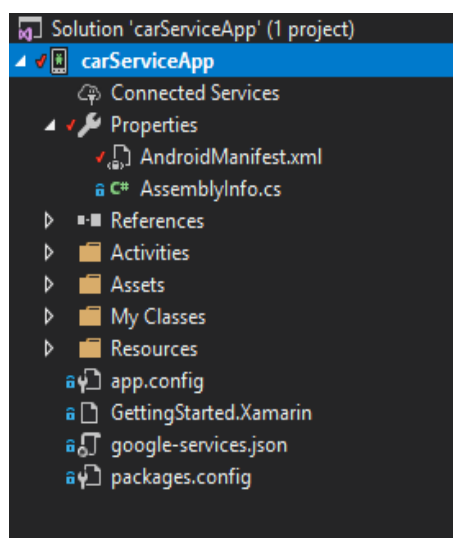 Solution 'carServiceApp' (1 project)
carServiceApp
Connected Services
Properties
AndroidManifest.xml
C# AssemblyInfo.cs
References
Activities
Assets
My Classes
Resources
app.config
GettingStarted.Xamarin
google-services.json
packages.config